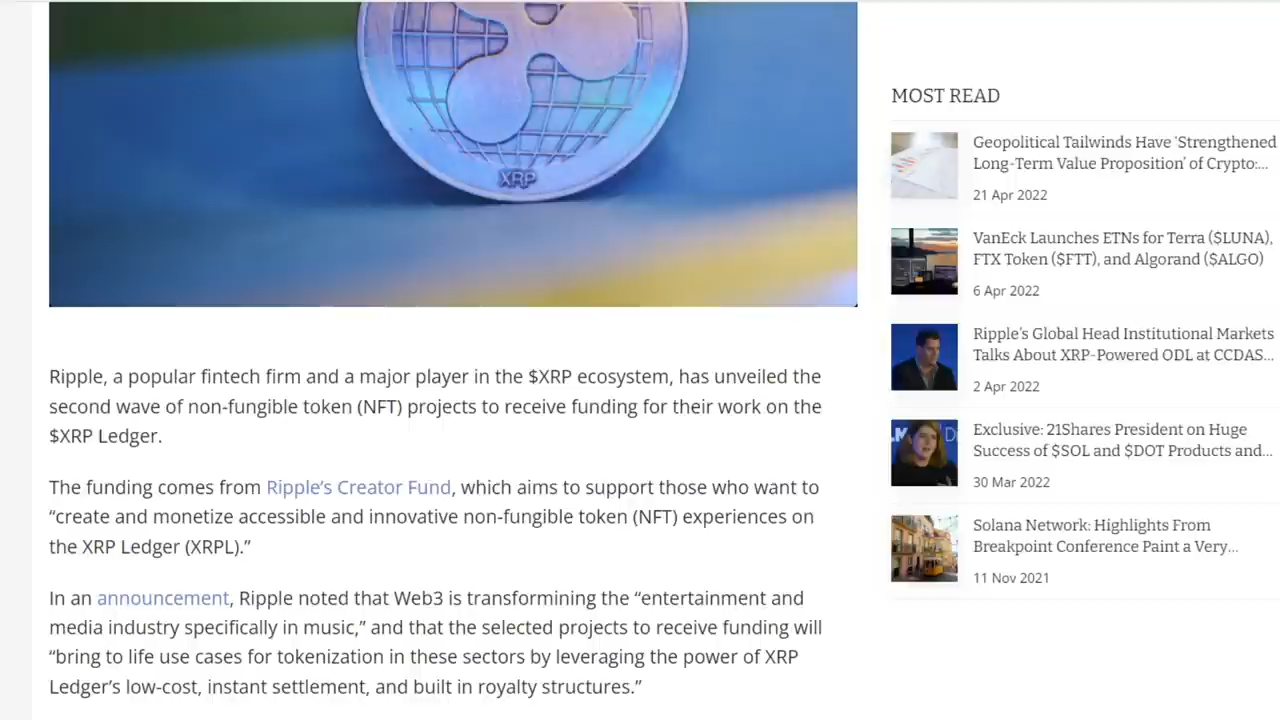 XRP
Ripple, a popular fintech firm and a major player in the $XRP ecosystem, has unveiled the
second wave of non-fungible token (NFT) projects to receive funding for their work on the
$XRP Ledger.
The funding comes from Ripple’s Creator Fund, which aims to support those who want to
“create and monetize accessible and innovative non-fungible token (NFT) experiences on
the XRP Ledger (XRPL).”
In an announcement, Ripple noted that Web3 is transforming the “entertainment and
media industry specifically in music,” and that the selected projects to receive funding will
“bring to life use cases for tokenization in these sectors by leveraging the power of XRP
Ledger’s low-cost, instant settlement, and built in royalty structures.”
MOST READ
Geopolitical Tailwinds Have ‘Strengthened
Long-Term Value Proposition’ of Crypto:...
21 Apr 2022
VanEck Launches ETNs for Terra ($LUNA),
FTX Token ($FTT), and Algorand ($ALGO)
6 Apr 2022
Ripple’s Global Head Institutional Markets
Talks About XRP-Powered ODL at CCDAS...
2 Apr 2022
Exclusive: 21Shares President on Huge
Success of $SOL and $DOT Products and...
30 Mar 2022
Solana Network: Highlights From
Breakpoint Conference Paint a Very...
11 Nov 2021